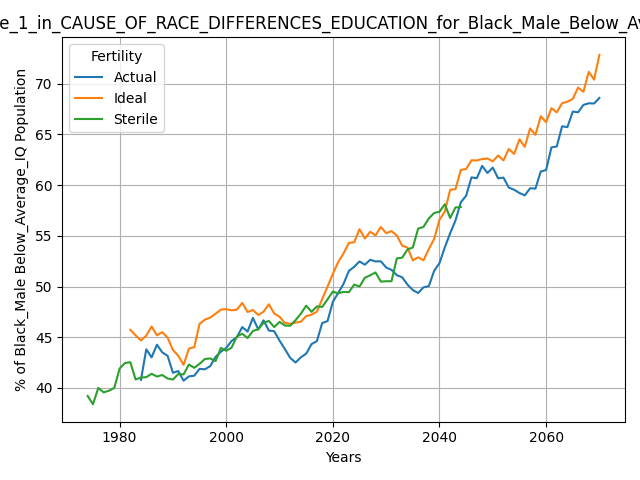 e_1_in_CAUSE_OF_RACE_DIFFERENCES_EDUCATION_for_Black_Male_Below_Av
Fertility
Actual
Ideal
Sterile
% of Black_Male Below_Average_IQ Population
70
65
60
55
50
45
40
1980
2000
2020
2040
2060
Years